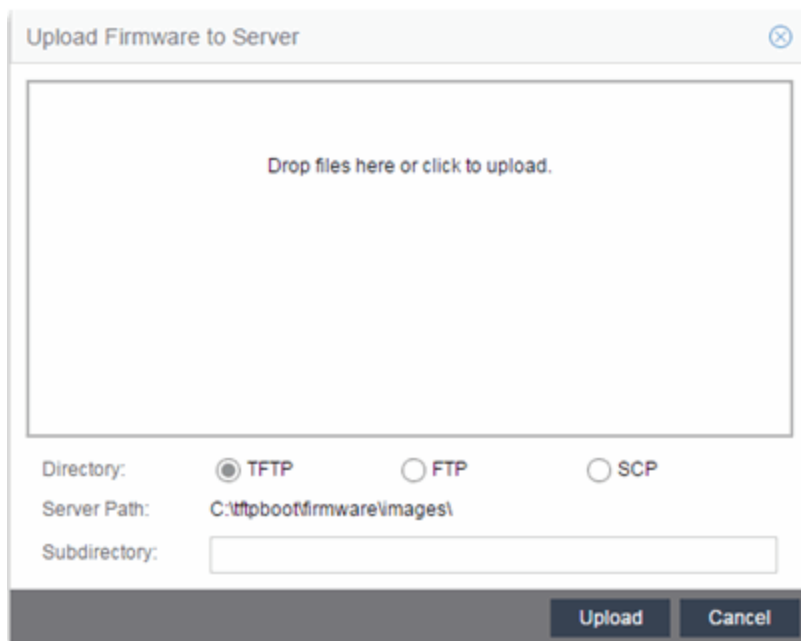 Upload Firmware to Server
Drop files here or click to upload.
Directory: TFTP FTP SCP
Server Path: C:\tftpboot\firmware\images\
Subdirectory:
Upload Cancel